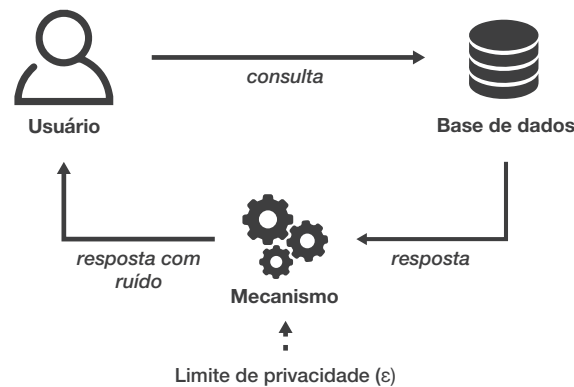 consulta
Usuário
Base de dados
resposta com
ruído
resposta
Mecanismo
Limite de privacidade (ε)